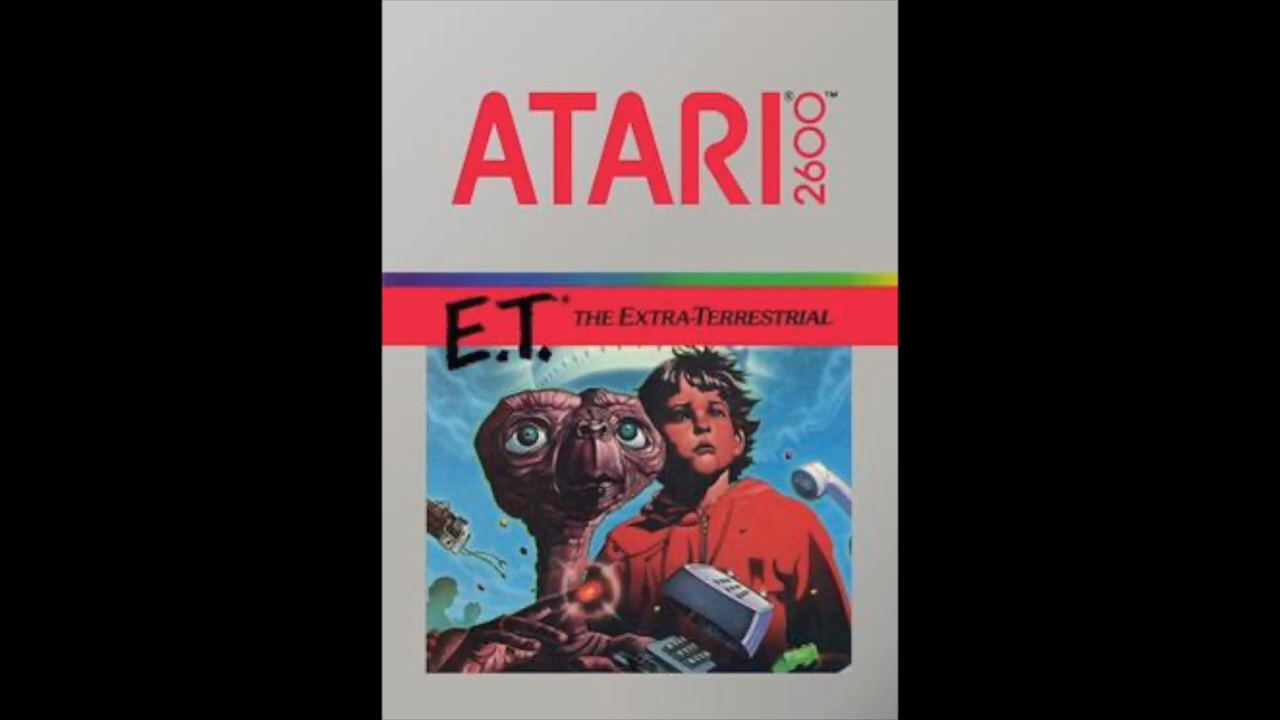 ATARI® 2600™
E.T.* THE EXTRA-TERRESTRIAL